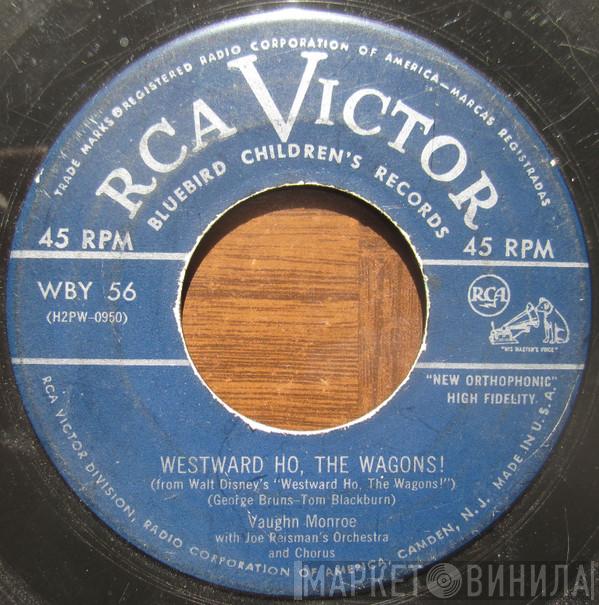 TRADE MARKS ® REGISTERED RADIO CORPORATION OF AMERICA—MARCAS REGISTRADAS
RCA VICTOR
BLUEBIRD CHILDREN'S RECORDS
45 RPM
45 RPM
WBY 56
(H2PW-0950)
RCA
"HIS MASTER'S VOICE"
"NEW ORTHOPHONIC"
HIGH FIDELITY
WESTWARD HO, THE WAGONS!
(from Walt Disney's "Westward Ho, The Wagons!")
(George Bruns-Tom Blackburn)
Vaughn Monroe
with Joe Reisman's Orchestra
and Chorus
RCA VICTOR DIVISION, RADIO CORPORATION OF AMERICA, CAMDEN, N. J. MADE IN U.S.A.
МАРКЕТ ВИНИЛА